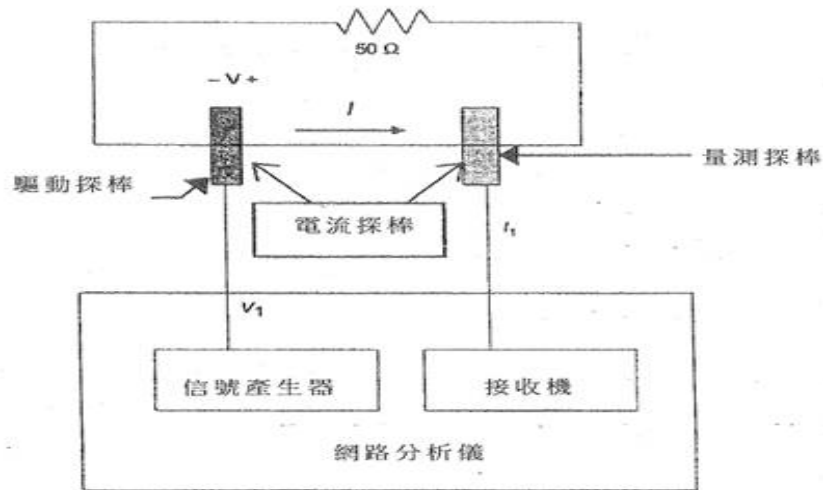 50 Ω
– V +
I
量測探棒
驅動探棒
電流探棒
I₁
V₁
信號產生器
接收機
網路分析儀